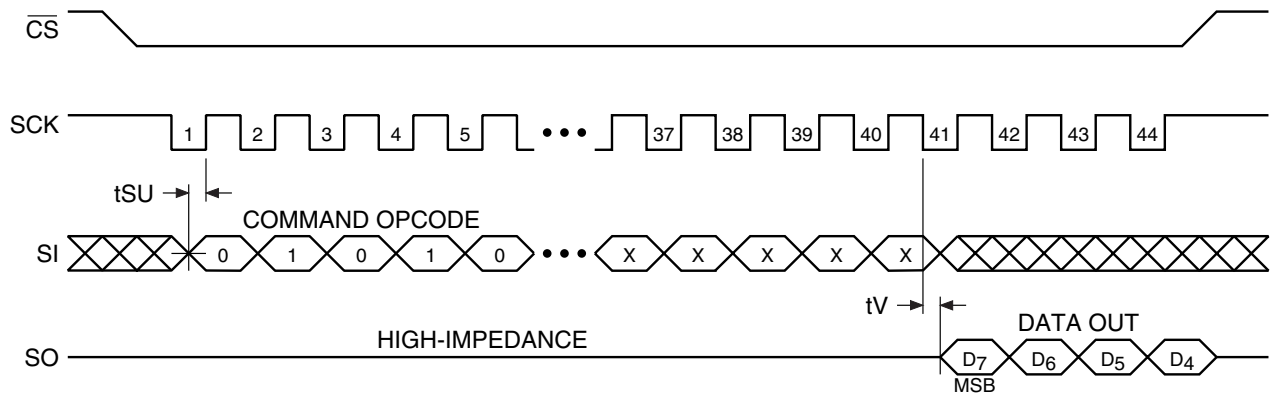 CS
SCK 1 2 3 4 5 ••• 37 38 39 40 41 42 43 44
tSU
COMMAND OPCODE
SI 0 1 0 1 0 ••• X X X X X
tV
HIGH-IMPEDANCE DATA OUT
SO D7 D6 D5 D4
MSB